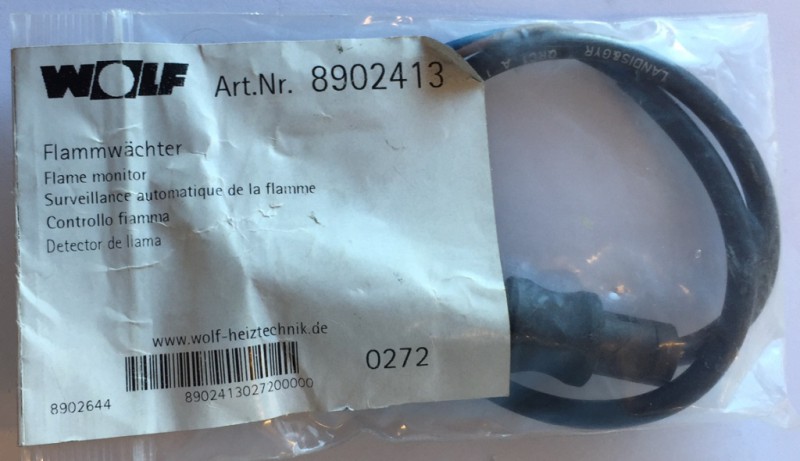 WOLF Art.Nr. 8902413
Flammwächter
Flame monitor
Surveillance automatique de la flamme
Controllo fiamma
Detector de llama
www.wolf-heiztechnik.de
0272
8902413027200000
8902644
LANDIS&GYR QRC1 A